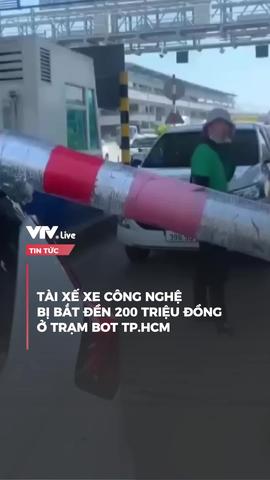 VTV Live
TIN TỨC
TÀI XẾ XE CÔNG NGHỆ
BỊ BẮT ĐỀN 200 TRIỆU ĐỒNG
Ở TRẠM BOT TP.HCM